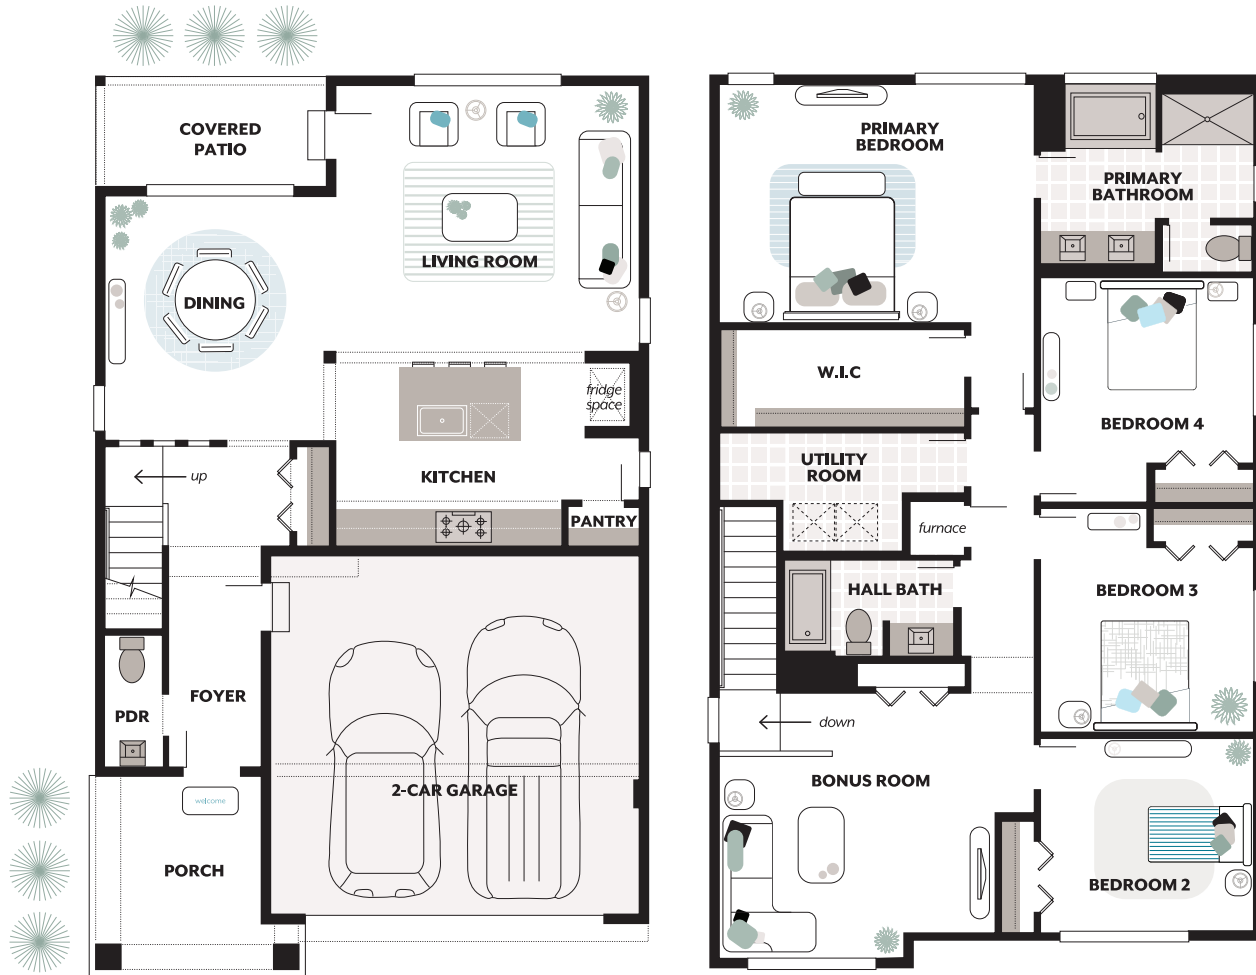 COVERED
PATIO
LIVING ROOM
DINING
fridge
space
KITCHEN
up
PANTRY
FOYER
PDR
2-CAR GARAGE
welcome
PORCH
PRIMARY
BEDROOM
PRIMARY
BATHROOM
W.I.C
BEDROOM 4
UTILITY
ROOM
furnace
HALL BATH
BEDROOM 3
down
BONUS ROOM
BEDROOM 2